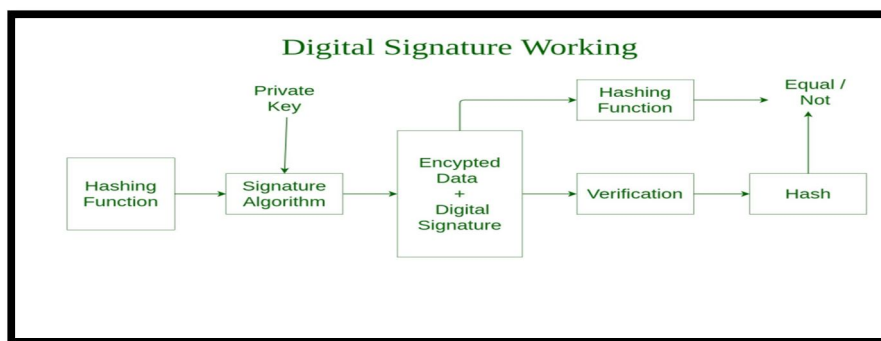 Digital Signature Working
Private
Key
Hashing
Function
Equal /
Not
Encypted
Data
+
Digital
Signature
Hashing
Function
Signature
Algorithm
Verification
Hash